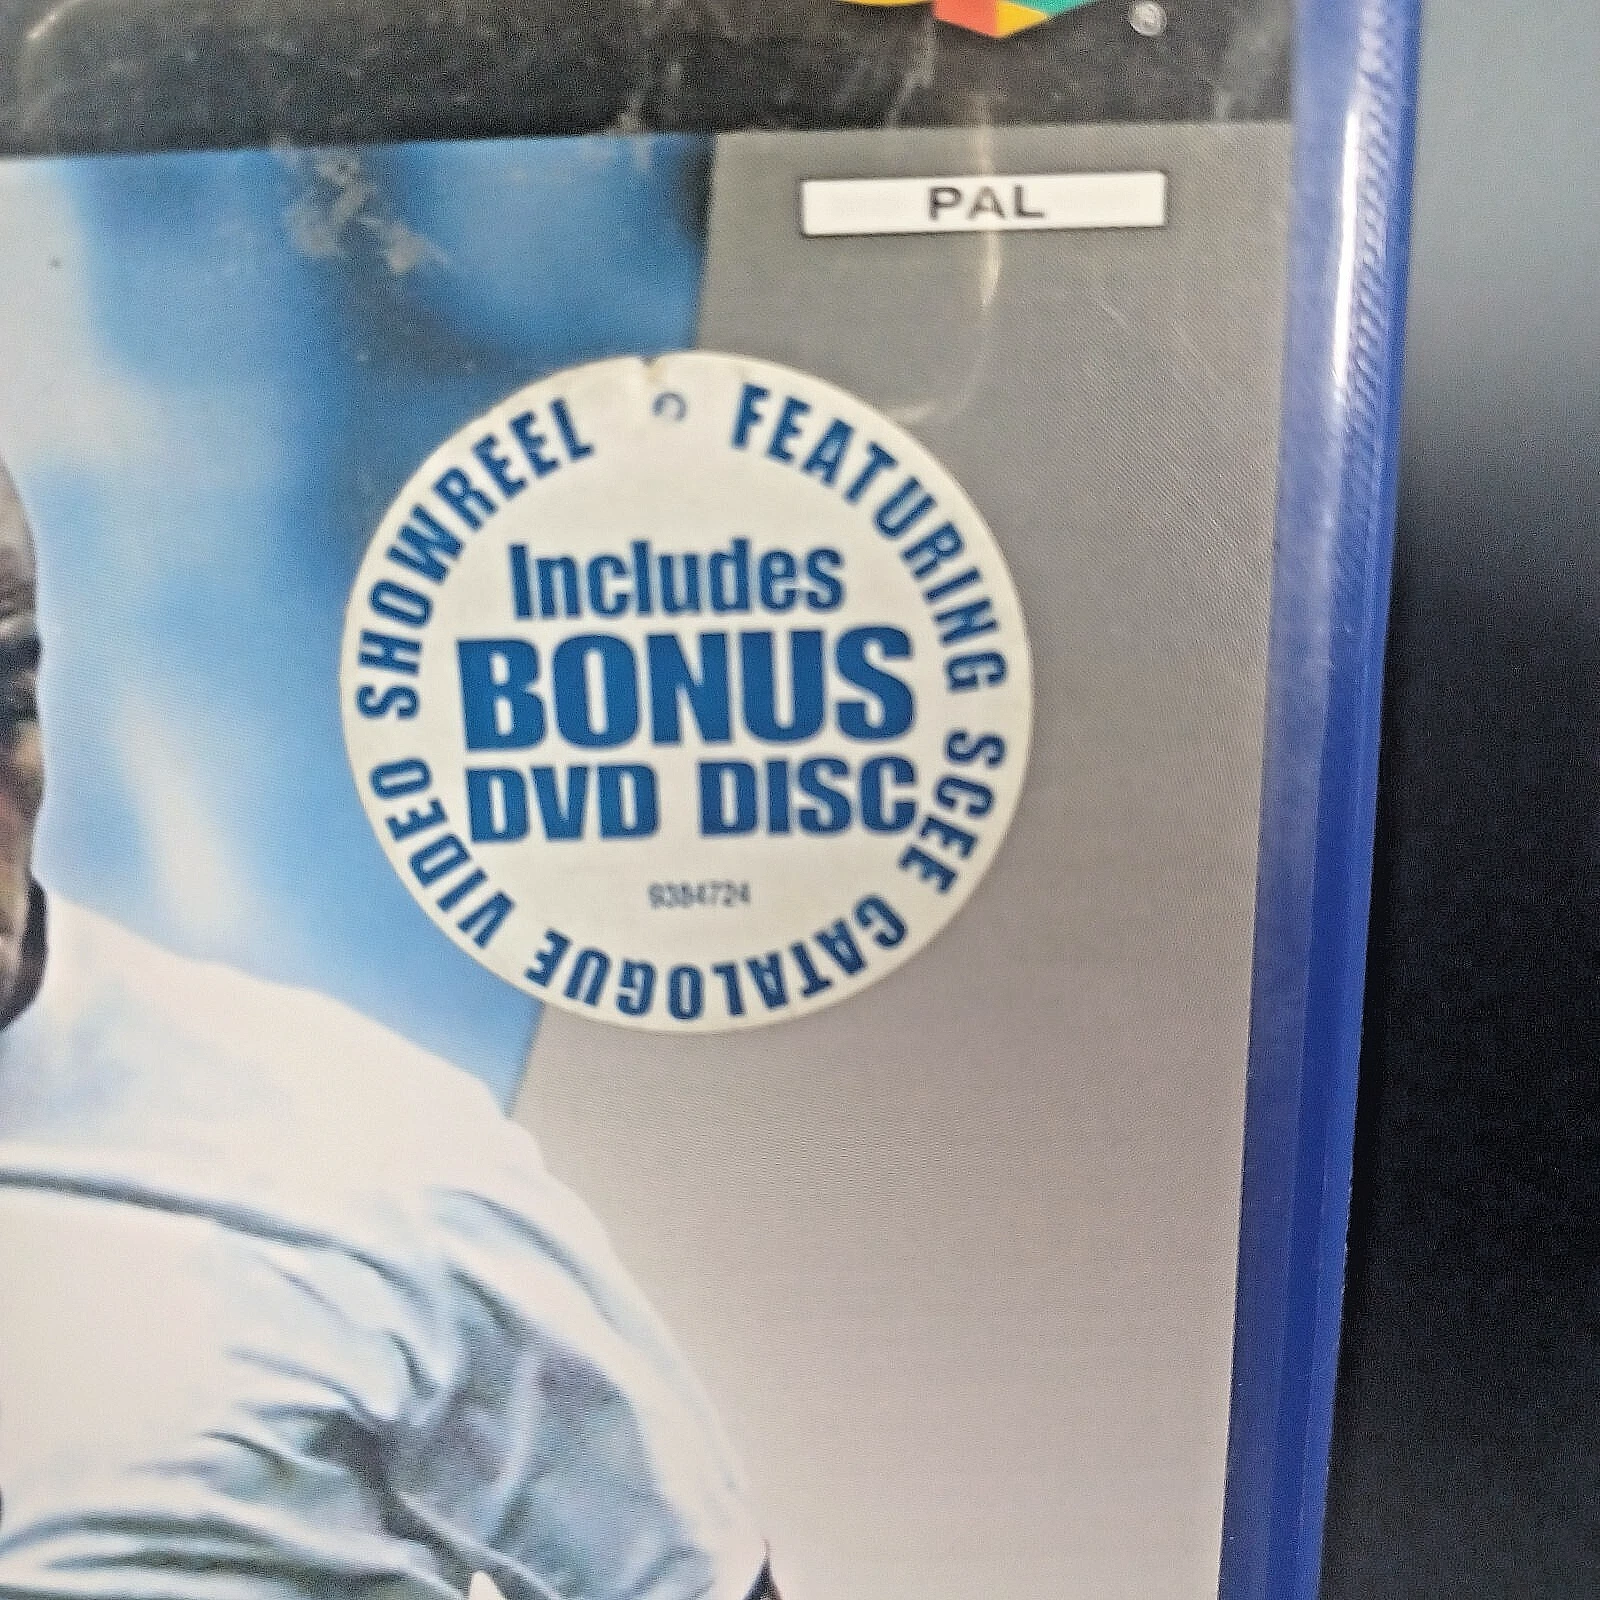 ®
PAL
FEATURING SCEE CATALOGUE VIDEO SHOWREEL
Includes
BONUS
DVD DISC
9384724